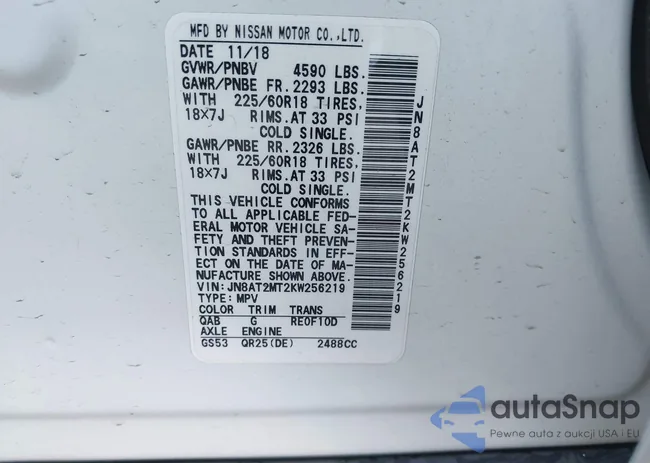 MFD BY NISSAN MOTOR CO.,LTD.
DATE 11/18
GVWR/PNBV 4590 LBS.
GAWR/PNBE FR. 2293 LBS.
WITH 225/60R18 TIRES,
18X7J RIMS. AT 33 PSI
COLD SINGLE.
GAWR/PNBE RR. 2326 LBS.
WITH 225/60R18 TIRES,
18X7J RIMS. AT 33 PSI
COLD SINGLE.
THIS VEHICLE CONFORMS
TO ALL APPLICABLE FED-
ERAL MOTOR VEHICLE SA-
FETY AND THEFT PREVEN-
TION STANDARDS IN EFF-
ECT ON THE DATE OF MA-
NUFACTURE SHOWN ABOVE.
VIN: JN8AT2MT2KW256219
TYPE: MPV
COLOR TRIM TRANS
QAB G RE0F10D
AXLE ENGINE
GS53 QR25(DE) 2488CC
JN8AT2MT2KW256219
autaSnap
Pewne auta z aukcji USA i EU